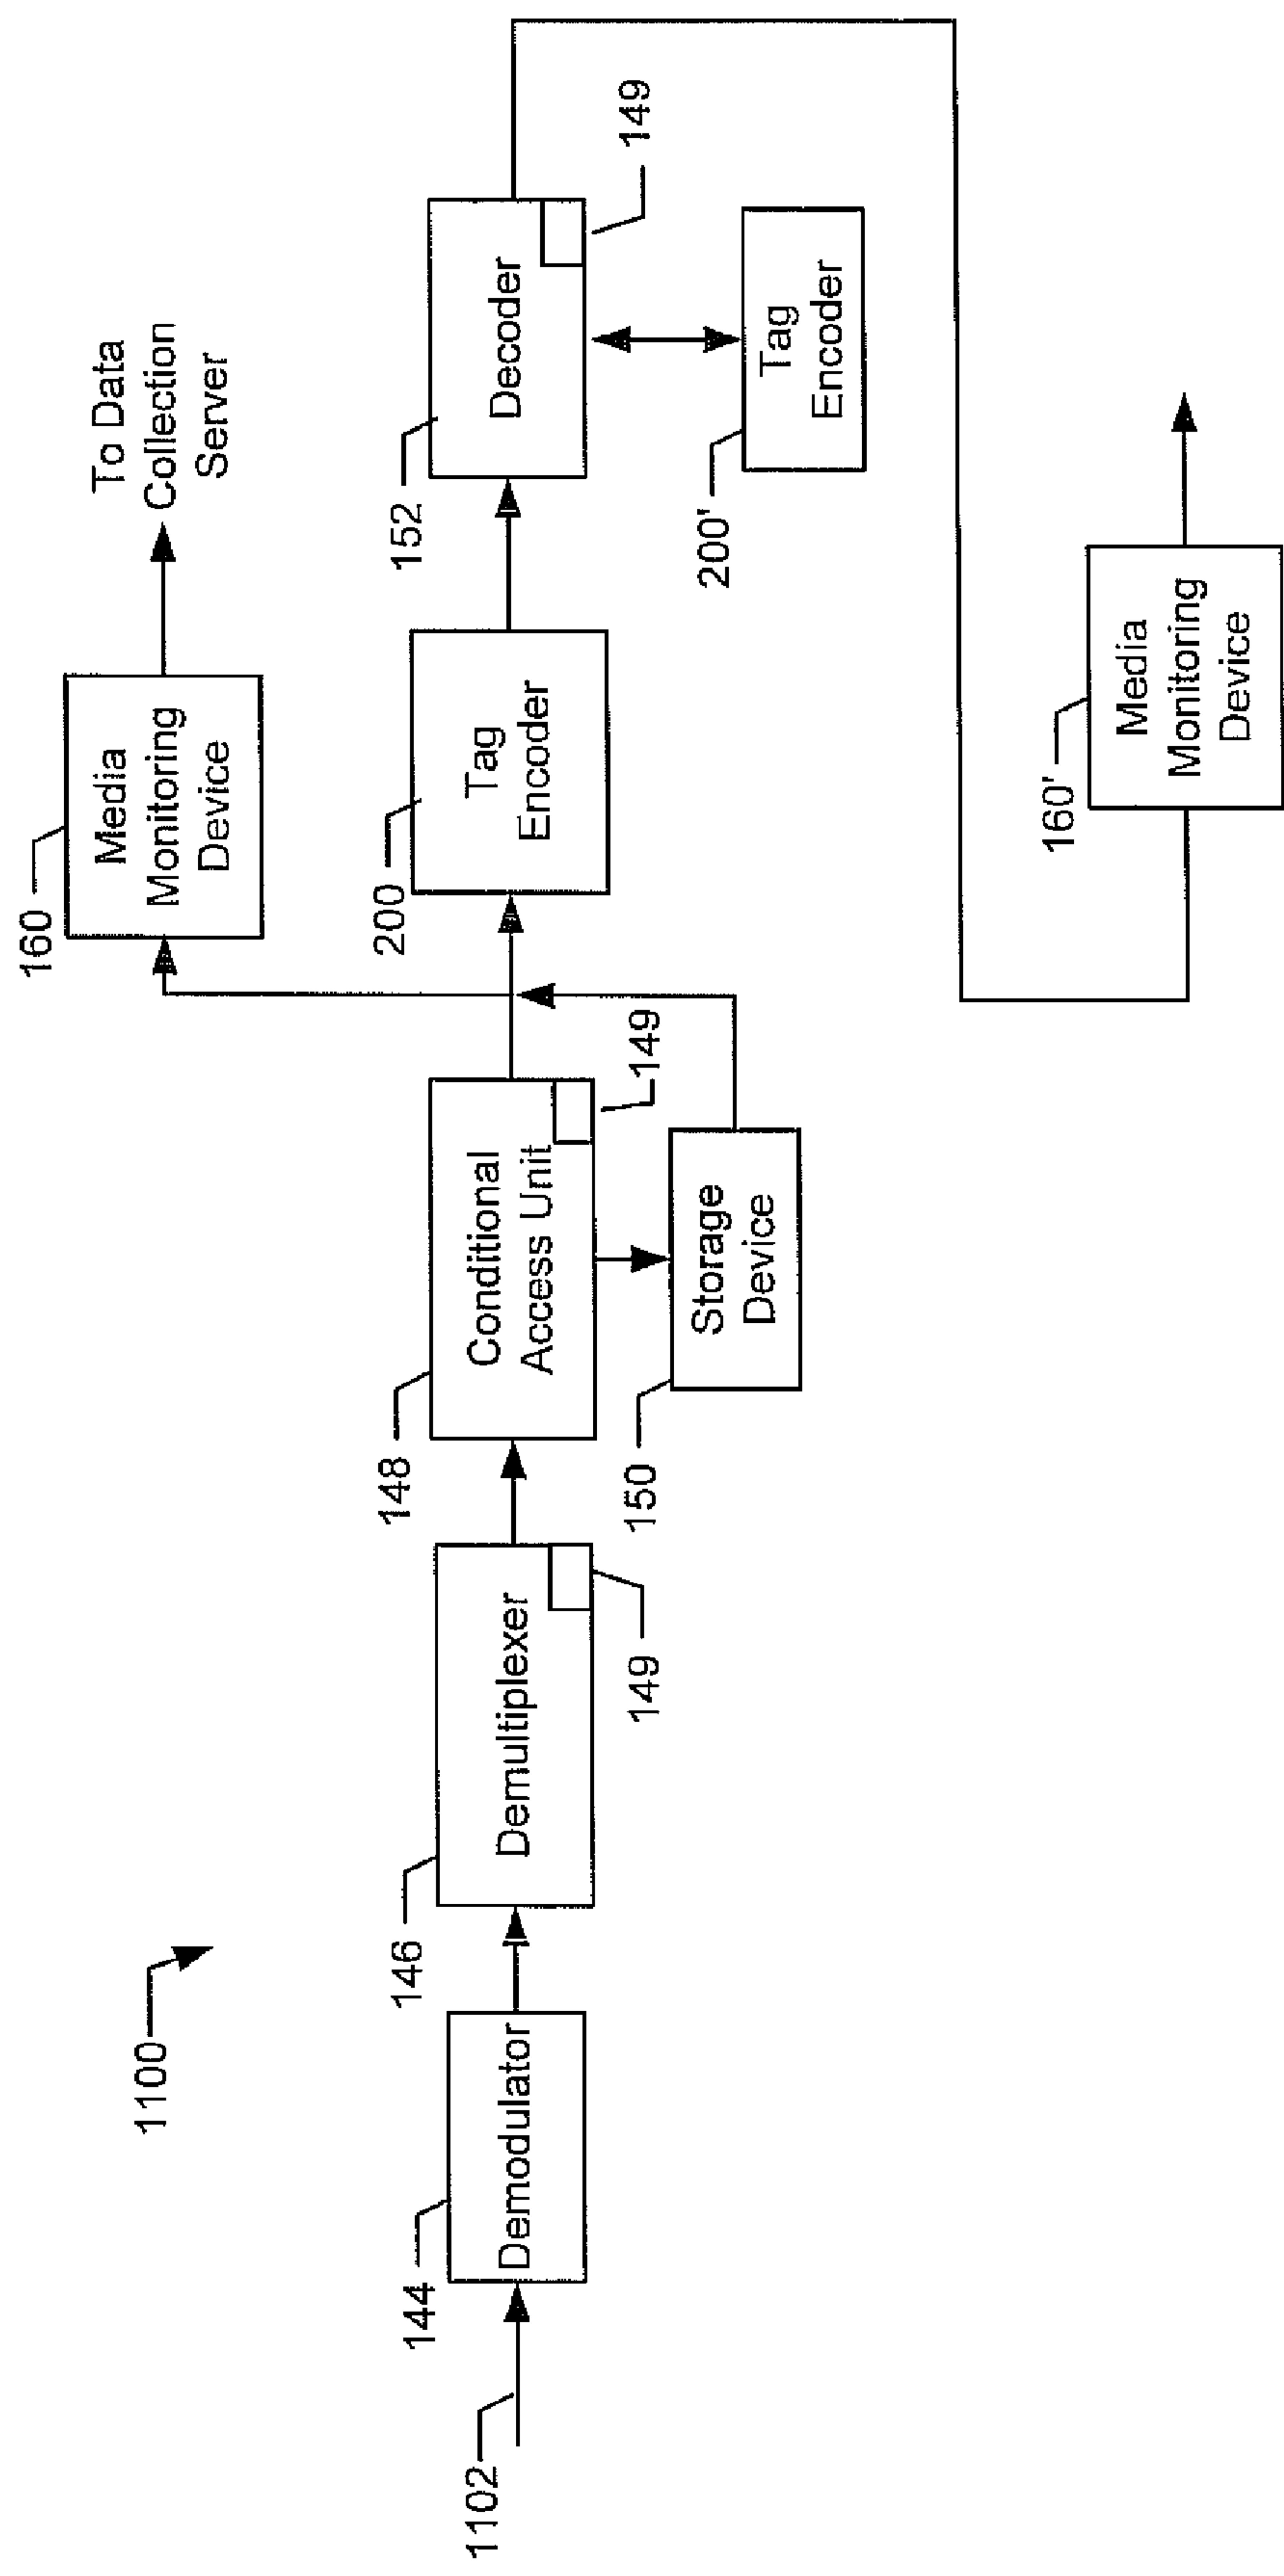 1100
160
Media
Monitoring
Device
To Data
Collection
Server
1102
144
Demodulator
146
Demultiplexer
149
148
Conditional
Access Unit
149
150
Storage
Device
200
Tag
Encoder
152
Decoder
149
200'
Tag
Encoder
160'
Media
Monitoring
Device